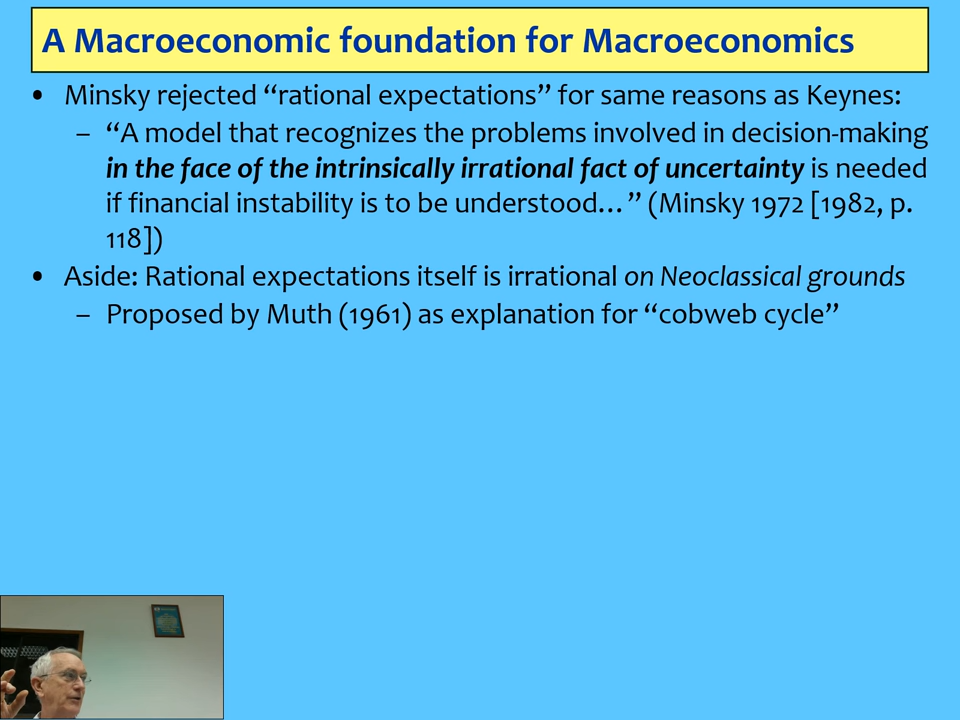 A Macroeconomic foundation for Macroeconomics
• Minsky rejected “rational expectations” for same reasons as Keynes:
– “A model that recognizes the problems involved in decision-making
in the face of the intrinsically irrational fact of uncertainty is needed
if financial instability is to be understood…” (Minsky 1972 [1982, p.
118])
• Aside: Rational expectations itself is irrational on Neoclassical grounds
– Proposed by Muth (1961) as explanation for “cobweb cycle”